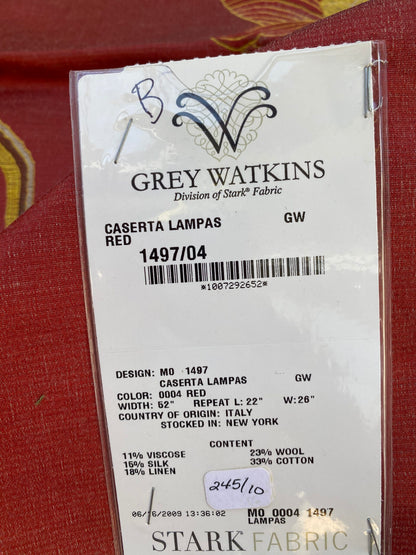 B
W
GREY WATKINS
Division of Stark® Fabric
CASERTA LAMPAS GW
RED
1497/04
*1007292652*
DESIGN: MO 1497
CASERTA LAMPAS GW
COLOR: 0004 RED
WIDTH: 52" REPEAT L: 22" W:26"
COUNTRY OF ORIGIN: ITALY
STOCKED IN: NEW YORK
CONTENT
11% VISCOSE 23% WOOL
15% SILK 33% COTTON
18% LINEN
245/10
06/16/2009 13:36:02 MO 0004 1497
LAMPAS
STARK FABRIC